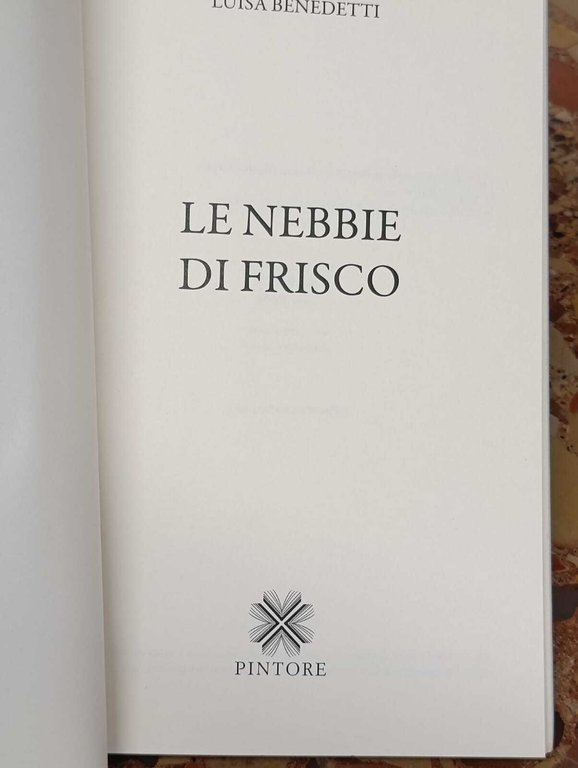 LUISA BENEDETTI
LE NEBBIE
DI FRISCO
PINTORE